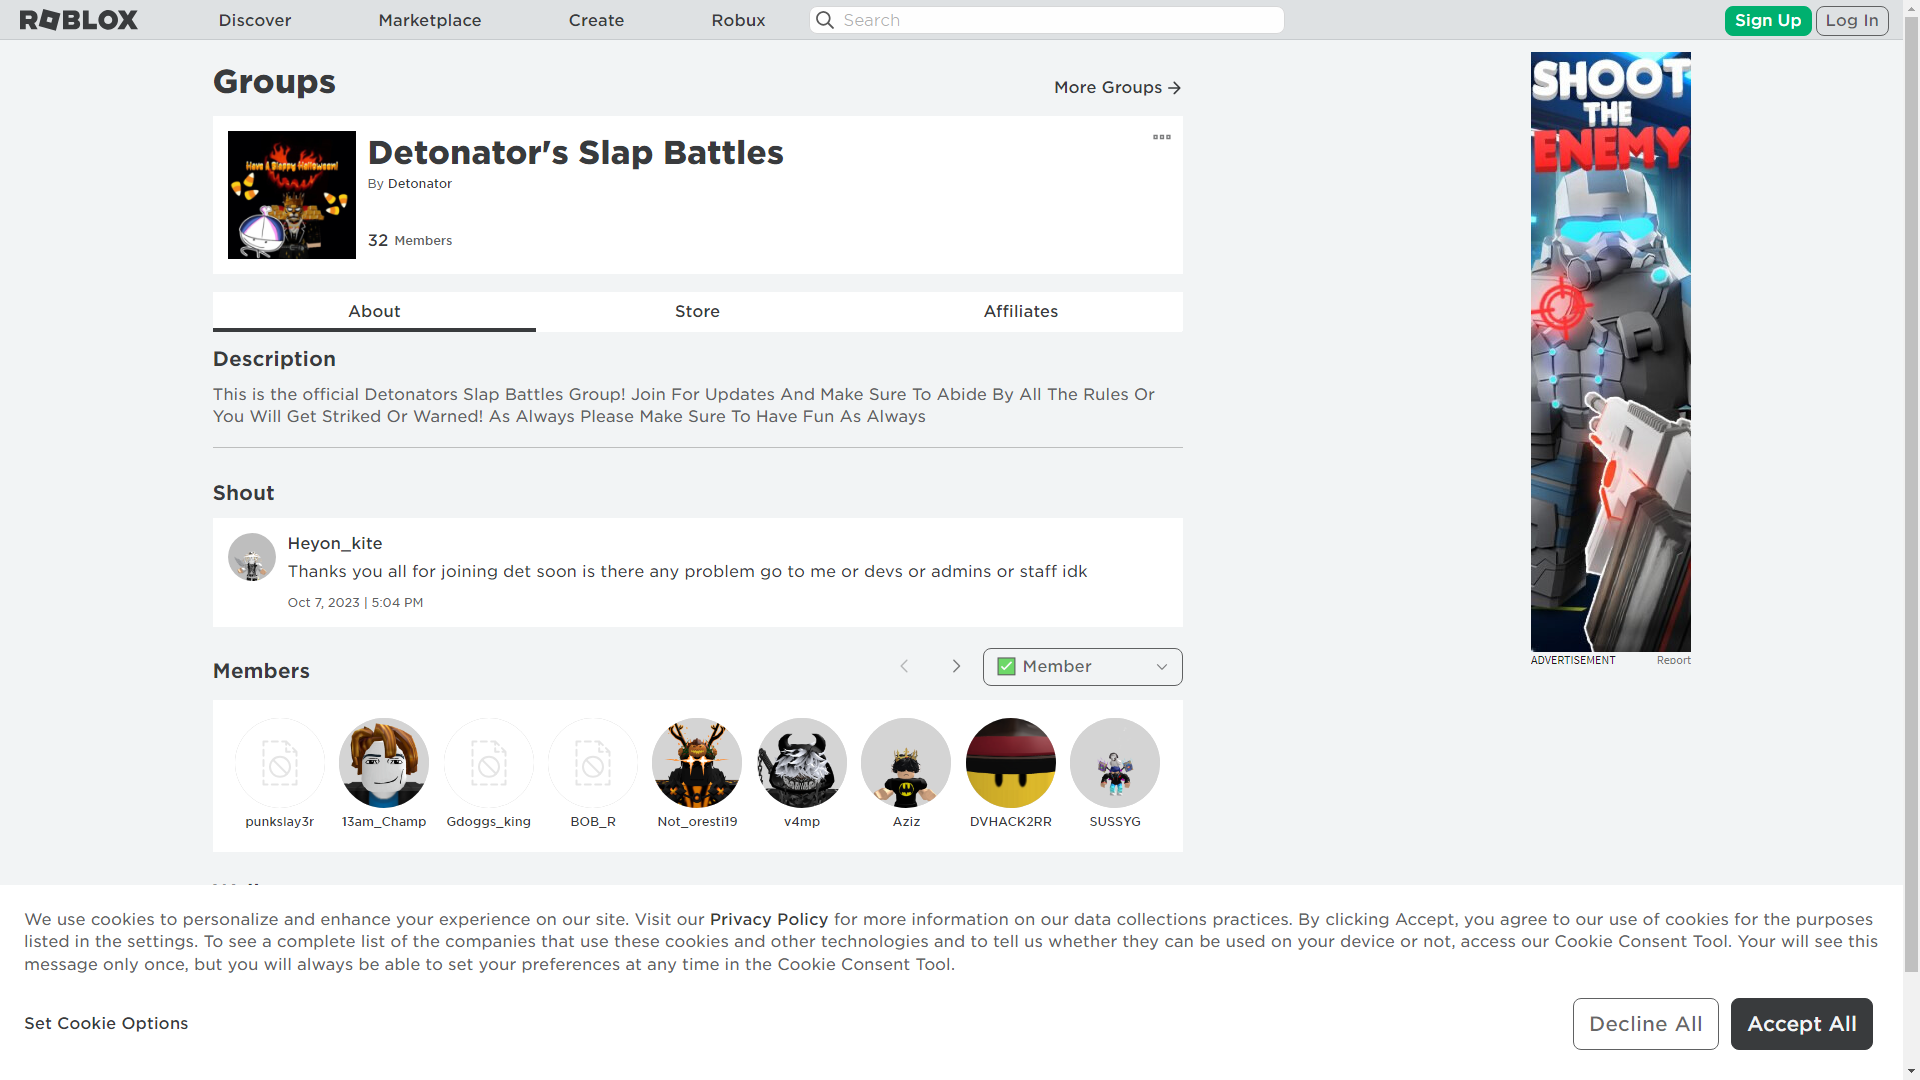 ROBLOX
Discover
Marketplace
Create
Robux
Search
Sign Up
Log In
Groups
More Groups
Have A Slappy Halloween!
Detonator's Slap Battles
By Detonator
32 Members
About
Store
Affiliates
Description
This is the official Detonators Slap Battles Group! Join For Updates And Make Sure To Abide By All The Rules Or
You Will Get Striked Or Warned! As Always Please Make Sure To Have Fun As Always
Shout
Heyon_kite
Thanks you all for joining det soon is there any problem go to me or devs or admins or staff idk
Oct 7, 2023 | 5:04 PM
Members
✅ Member
punkslay3r
13am_Champ
Gdoggs_king
BOB_R
Not_oresti19
v4mp
Aziz
DVHACK2RR
SUSSYG
SHOOT
THE
ENEMY
ADVERTISEMENT
Report
We use cookies to personalize and enhance your experience on our site. Visit our Privacy Policy for more information on our data collections practices. By clicking Accept, you agree to our use of cookies for the purposes
listed in the settings. To see a complete list of the companies that use these cookies and other technologies and to tell us whether they can be used on your device or not, access our Cookie Consent Tool. Your will see this
message only once, but you will always be able to set your preferences at any time in the Cookie Consent Tool.
Set Cookie Options
Decline All
Accept All